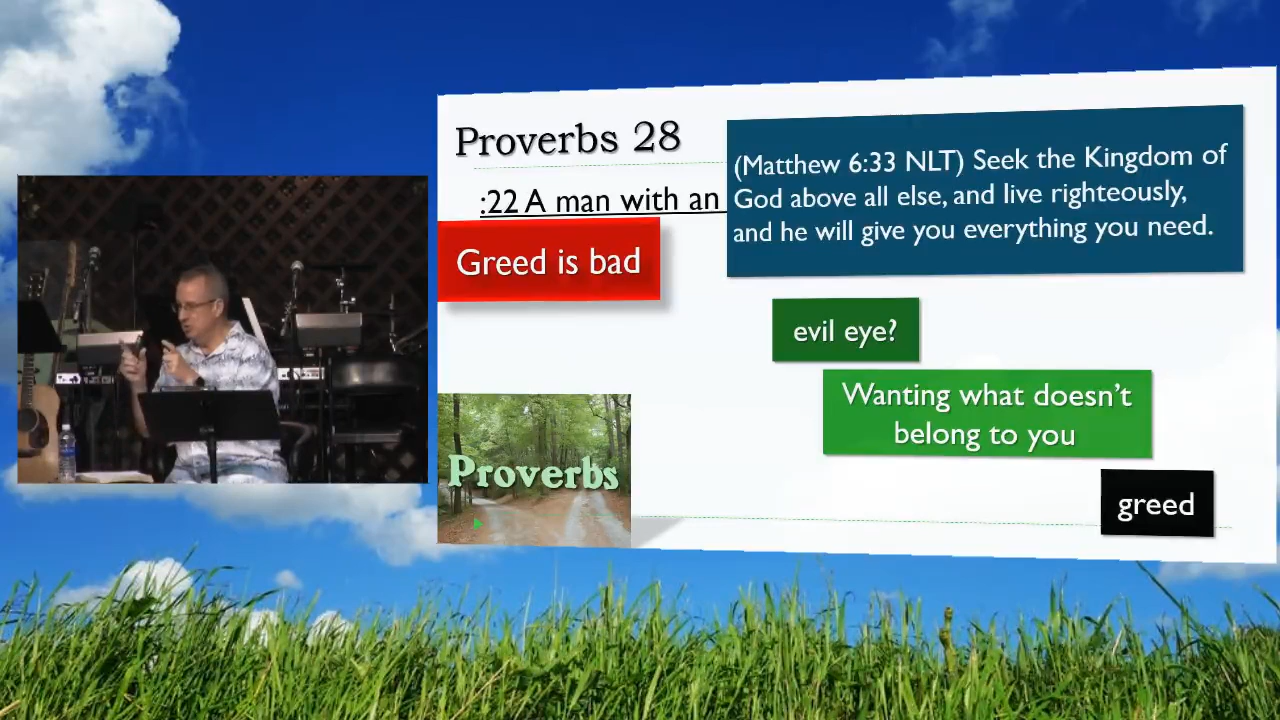 Proverbs 28
:22 A man with an
(Matthew 6:33 NLT) Seek the Kingdom of
God above all else, and live righteously,
and he will give you everything you need.
Greed is bad
evil eye?
Wanting what doesn't
belong to you
Proverbs
greed